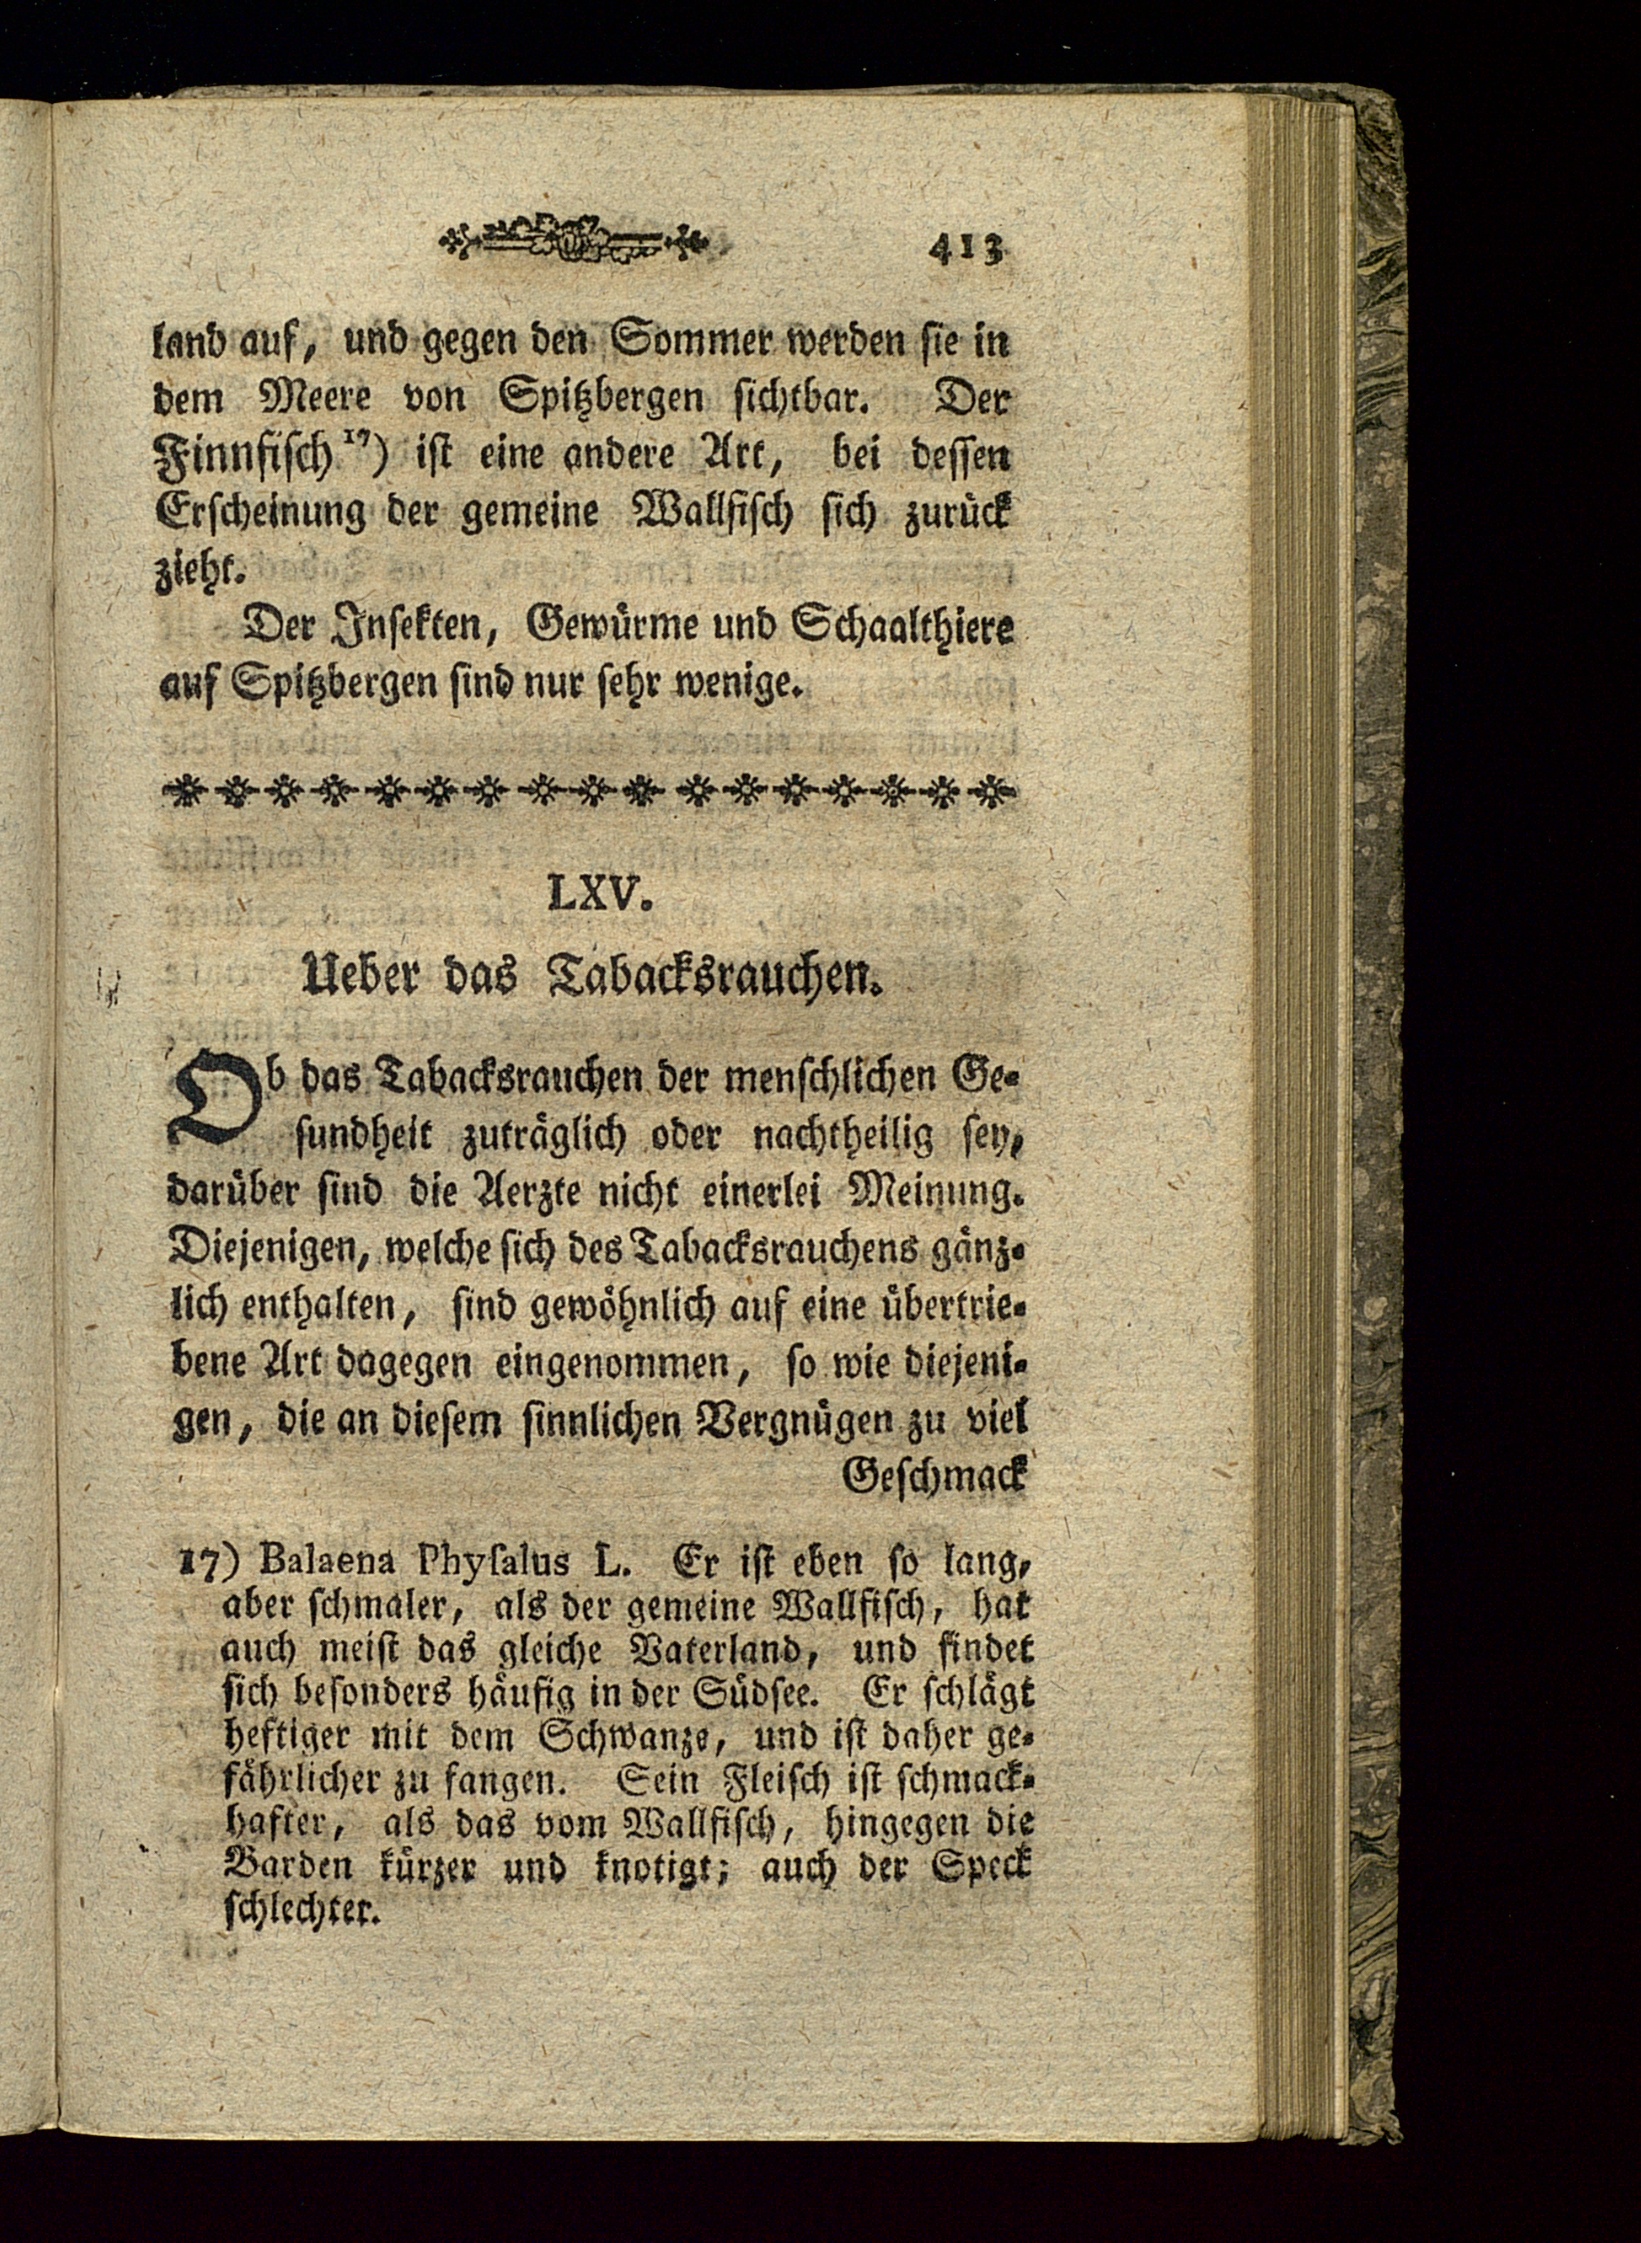 413
land auf, und gegen den Sommer werden ſie in
dem Meere von Spitzbergen ſichtbar. Der
Finnfiſch 17) iſt eine andere Art, bei deſſen
Erſcheinung der gemeine Wallfiſch ſich zurück
zieht.
Der Inſekten, Gewürme und Schaalthiere
auf Spitzbergen ſind nur ſehr wenige.
LXV.
Ueber das Tabacksrauchen.
Ob das Tabacksrauchen der menſchlichen Ge-
ſundheit zuträglich oder nachtheilig ſey,
darüber ſind die Aerzte nicht einerlei Meinung.
Diejenigen, welche ſich des Tabacksrauchens gänz-
lich enthalten, ſind gewöhnlich auf eine übertrie-
bene Art dagegen eingenommen, ſo wie diejeni-
gen, die an dieſem ſinnlichen Vergnügen zu viel
Geſchmack
17) Balaena Phyſalus L. Er iſt eben ſo lang,
aber ſchmaler, als der gemeine Wallfiſch, hat
auch meiſt das gleiche Vaterland, und findet
ſich beſonders häufig in der Südſee. Er ſchlägt
heftiger mit dem Schwanze, und iſt daher ge-
fährlicher zu fangen. Sein Fleiſch iſt ſchmack-
hafter, als das vom Wallfiſch, hingegen die
Barden kürzer und knotigt; auch der Speck
ſchlechter.